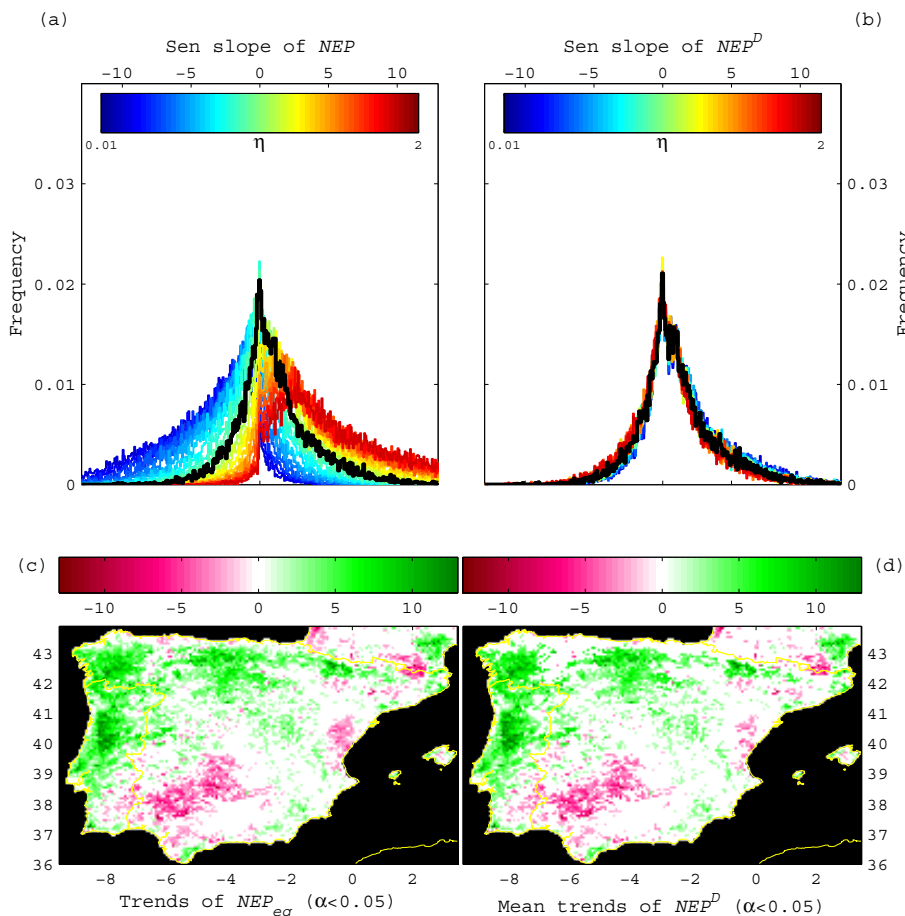 (a)
(b)
Sen slope of NEP
Sen slope of NEP^D
−10 −5 0 5 10
−10 −5 0 5 10
0.01 η 2
0.01 η 2
0.03
0.02
0.01
0
Frequency
0.03
0.02
0.01
0
Frequency
(c)
(d)
−10 −5 0 5 10
−10 −5 0 5 10
43
42
41
40
39
38
37
36
43
42
41
40
39
38
37
36
−8 −6 −4 −2 0 2
−8 −6 −4 −2 0 2
Trends of NEP_eq (α<0.05)
Mean trends of NEP^D (α<0.05)